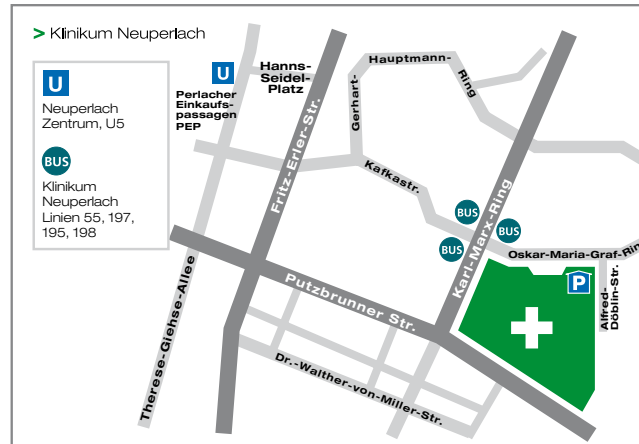 > Klinikum Neuperlach
U
Neuperlach
Zentrum, U5
BUS
Klinikum
Neuperlach
Linien 55, 197,
195, 198
U
Perlacher
Einkaufs-
passagen
PEP
Hanns-
Seidel-
Platz
Fritz-Erler-Str.
Gerhart-
Hauptmann-
Ring
Kafkastr.
BUS
BUS
BUS
Karl-Marx-Ring
Oskar-Maria-Graf-Rin
P
Alfred-
Döblin-Str.
Putzbrunner Str.
Therese-Giehse-Allee
Dr.-Walther-von-Miller-Str.